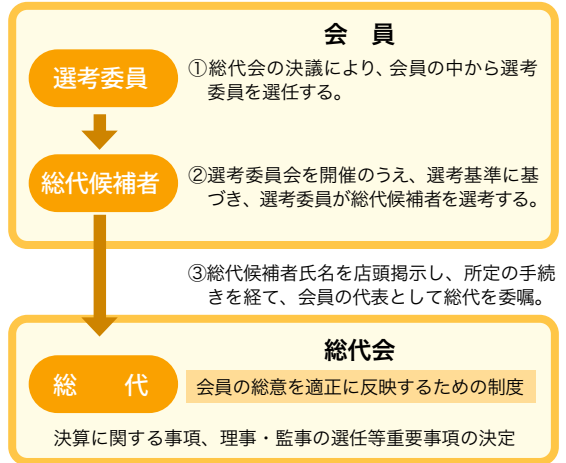 会　員
選考委員
①総代会の決議により、会員の中から選考
委員を選任する。
総代候補者
②選考委員会を開催のうえ、選考基準に基
づき、選考委員が総代候補者を選考する。
③総代候補者氏名を店頭掲示し、所定の手続
きを経て、会員の代表として総代を委嘱。
総代会
総　　代
会員の総意を適正に反映するための制度
決算に関する事項、理事・監事の選任等重要事項の決定